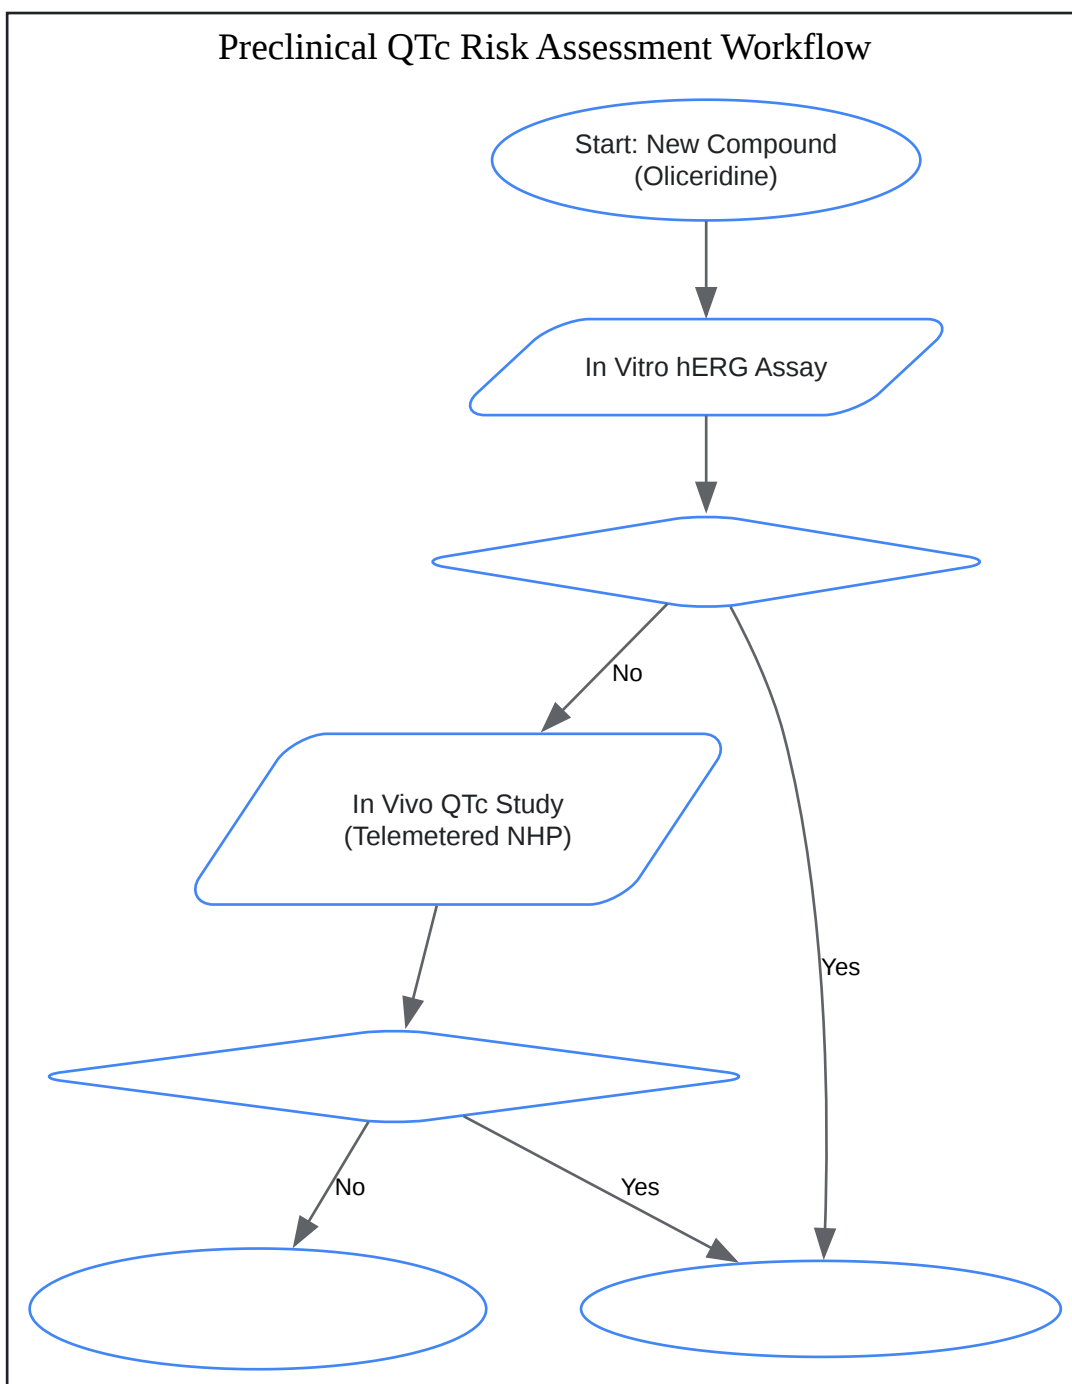 Preclinical QTc Risk Assessment Workflow
Start: New Compound
(Oliceridine)
In Vitro hERG Assay
No
In Vivo QTc Study
(Telemetered NHP)
Yes
No
Yes